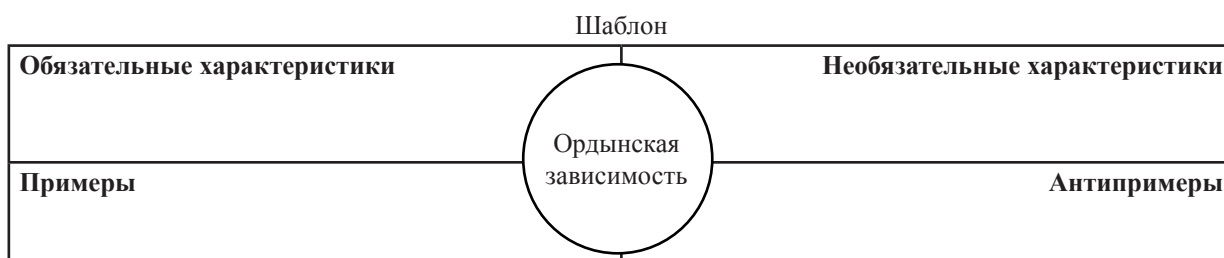 Шаблон
Обязательные характеристики
Необязательные характеристики
Ордынская
зависимость
Примеры
Антипримеры